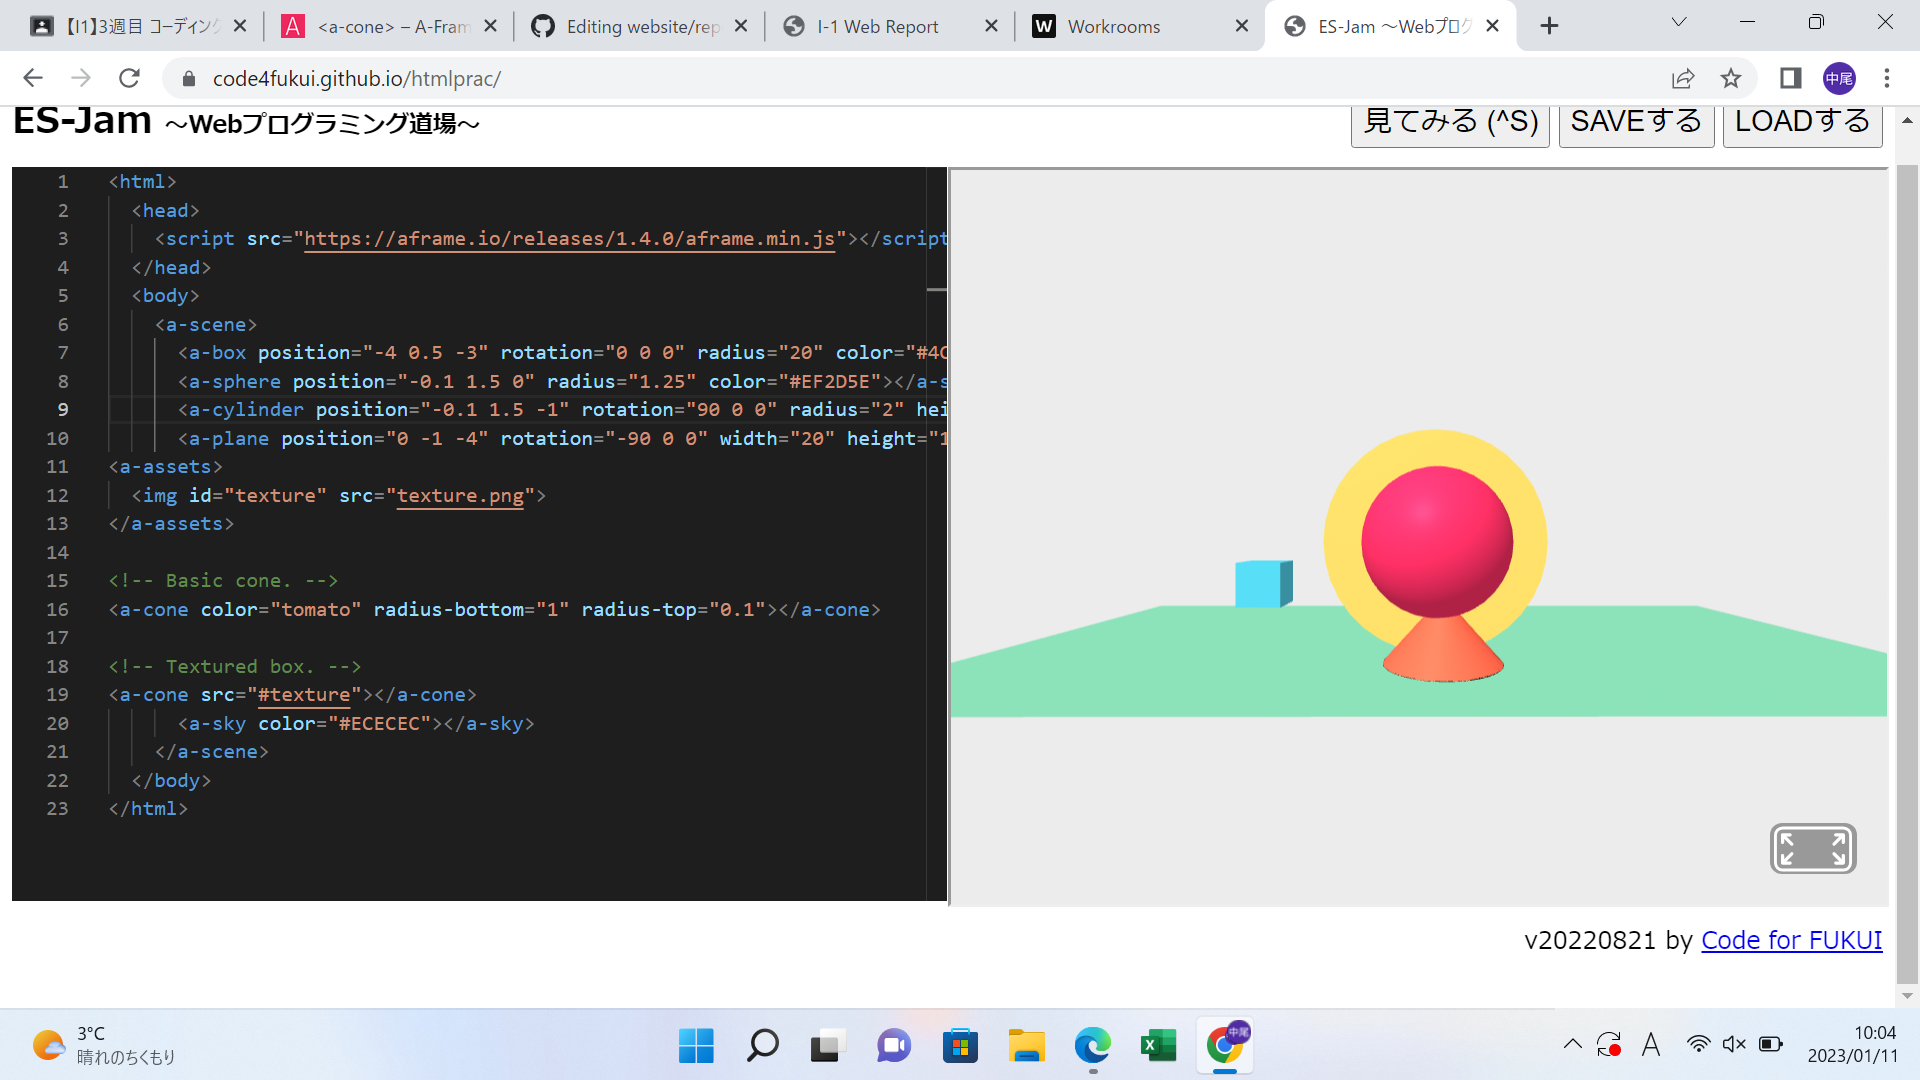 【I1】3週目 コーディング
<a-cone> – A-Fram
Editing website/rep
I-1 Web Report
W Workrooms
ES-Jam ～Webプログ
code4fukui.github.io/htmlprac/
中尾
ES-Jam ～Webプログラミング道場～
見てみる (^S)
SAVEする
LOADする
1 <html>
2 <head>
3 <script src="https://aframe.io/releases/1.4.0/aframe.min.js"></script
4 </head>
5 <body>
6 <a-scene>
7 <a-box position="-4 0.5 -3" rotation="0 0 0" radius="20" color="#4C
8 <a-sphere position="-0.1 1.5 0" radius="1.25" color="#EF2D5E"></a-s
9 <a-cylinder position="-0.1 1.5 -1" rotation="90 0 0" radius="2" hei
10 <a-plane position="0 -1 -4" rotation="-90 0 0" width="20" height="1
11 <a-assets>
12 <img id="texture" src="texture.png">
13 </a-assets>
14
15 <!-- Basic cone. -->
16 <a-cone color="tomato" radius-bottom="1" radius-top="0.1"></a-cone>
17
18 <!-- Textured box. -->
19 <a-cone src="#texture"></a-cone>
20 <a-sky color="#ECECEC"></a-sky>
21 </a-scene>
22 </body>
23 </html>
v20220821 by Code for FUKUI
3°C
晴れのちくもり
中尾
A
10:04
2023/01/11